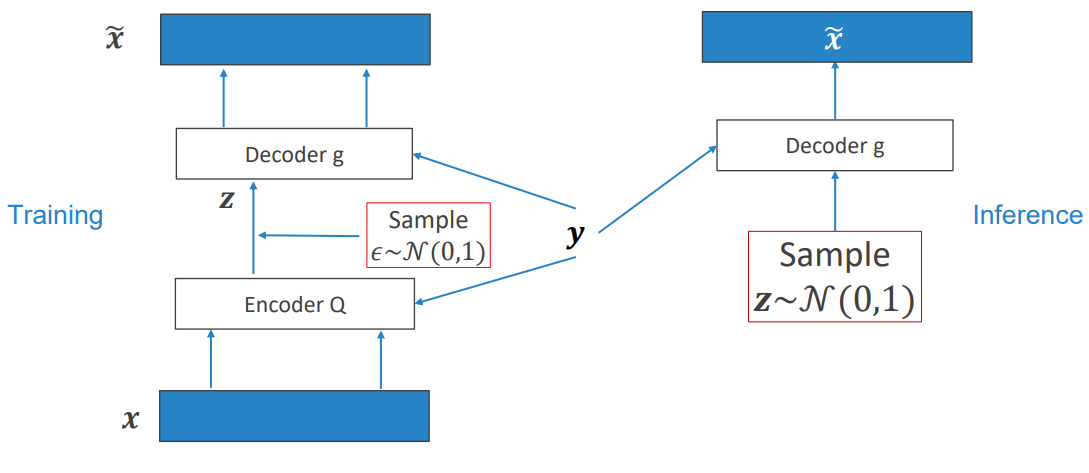 x̃
Decoder g
z
Training
Sample
ϵ~𝒩(0,1)
Encoder Q
x
y
x̃
Decoder g
Inference
Sample
z~𝒩(0,1)